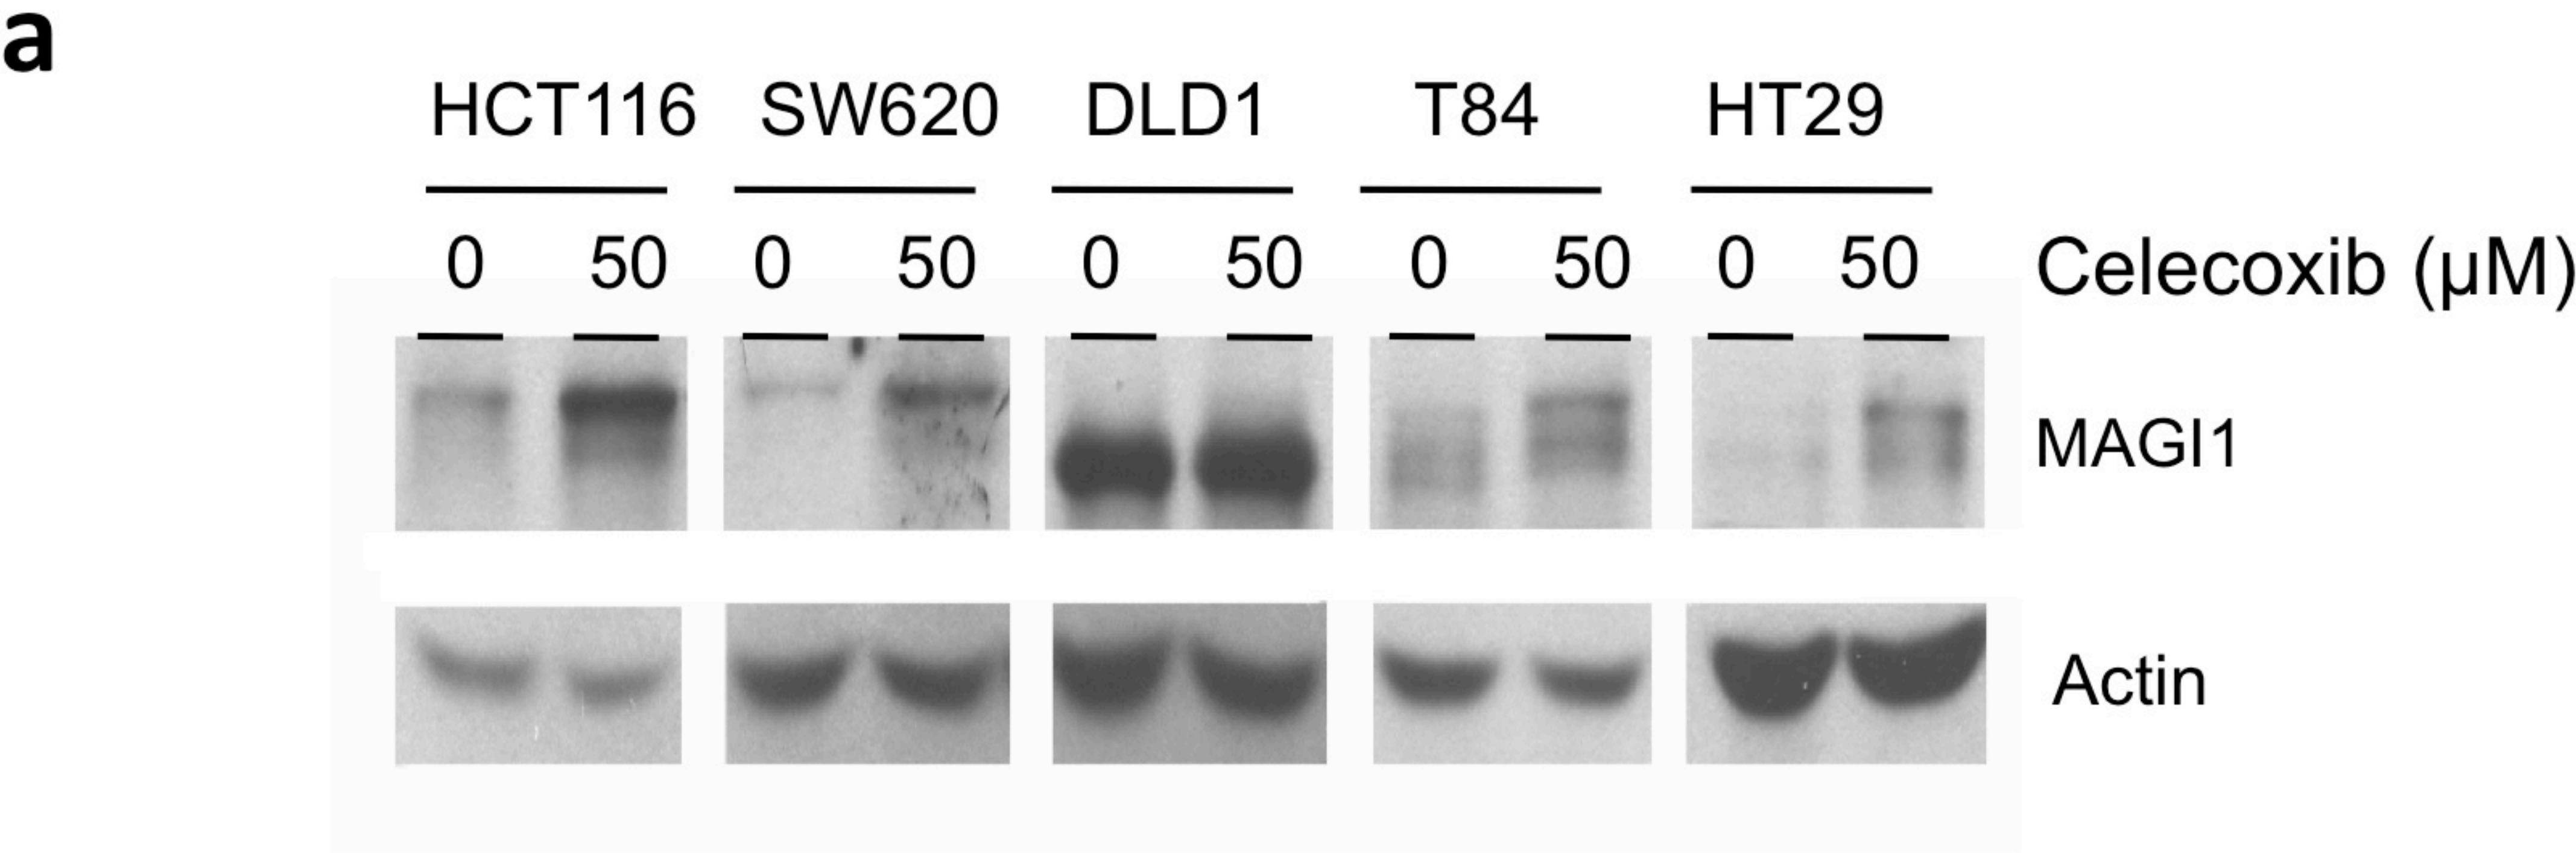 a
HCT116 SW620 DLD1 T84 HT29
0 50 0 50 0 50 0 50 0 50 Celecoxib (µM)
MAGI1
Actin